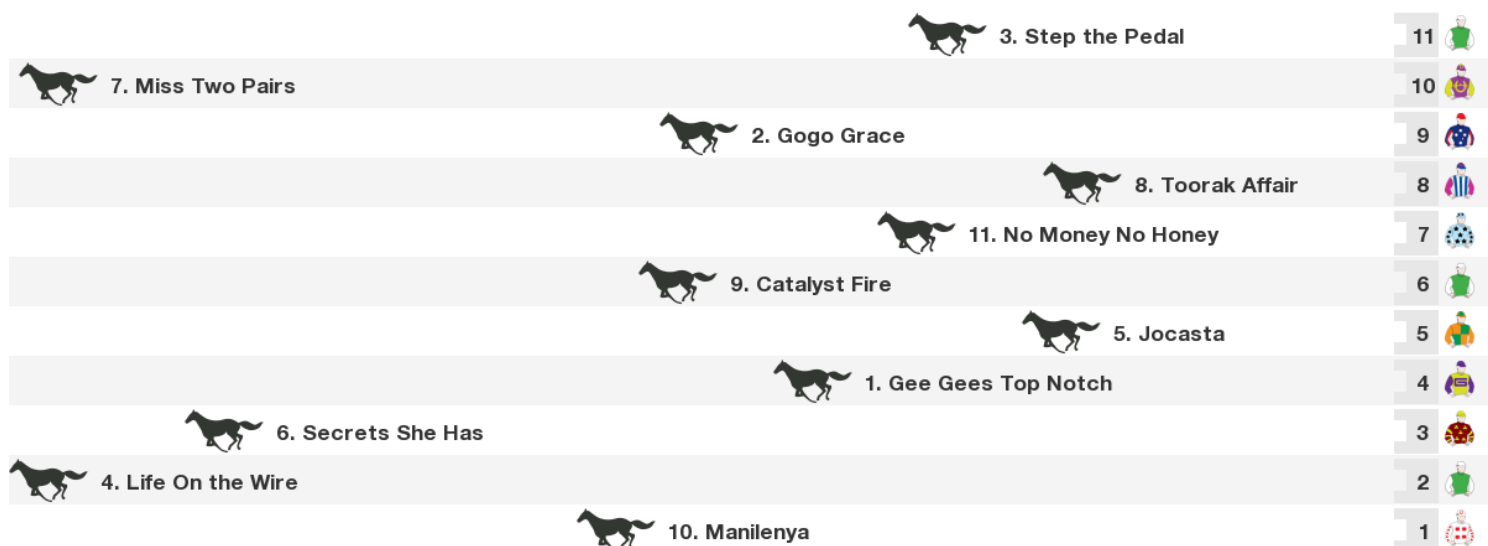 3. Step the Pedal 11
7. Miss Two Pairs 10
2. Gogo Grace 9
8. Toorak Affair 8
11. No Money No Honey 7
9. Catalyst Fire 6
5. Jocasta 5
1. Gee Gees Top Notch 4
6. Secrets She Has 3
4. Life On the Wire 2
10. Manilenya 1